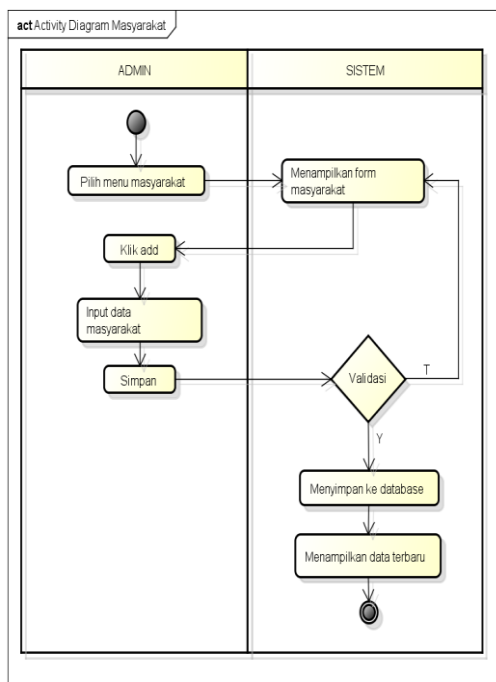 act Activity Diagram Masyarakat
ADMIN
SISTEM
Pilih menu masyarakat
Menampilkan form
masyarakat
Klik add
Input data
masyarakat
Simpan
Validasi
T
Y
Menyimpan ke database
Menampilkan data terbaru